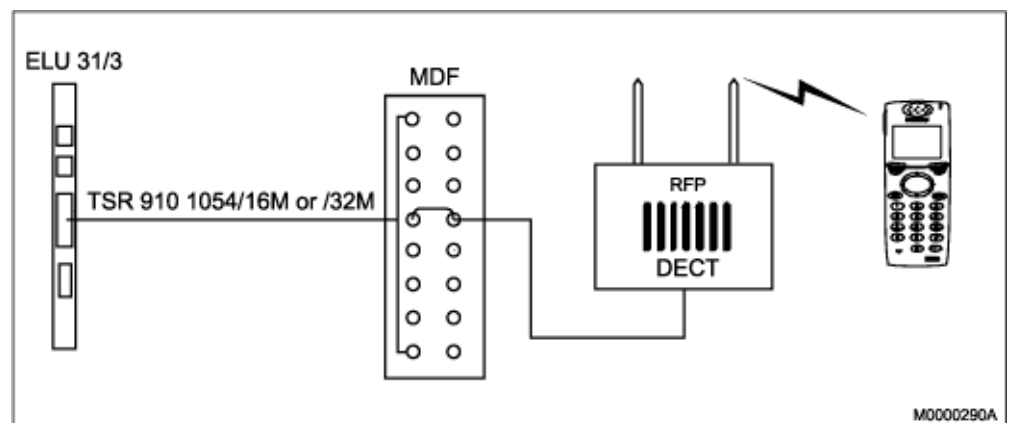 ELU 31/3
MDF
TSR 910 1054/16M or /32M
RFP
DECT
M0000290A